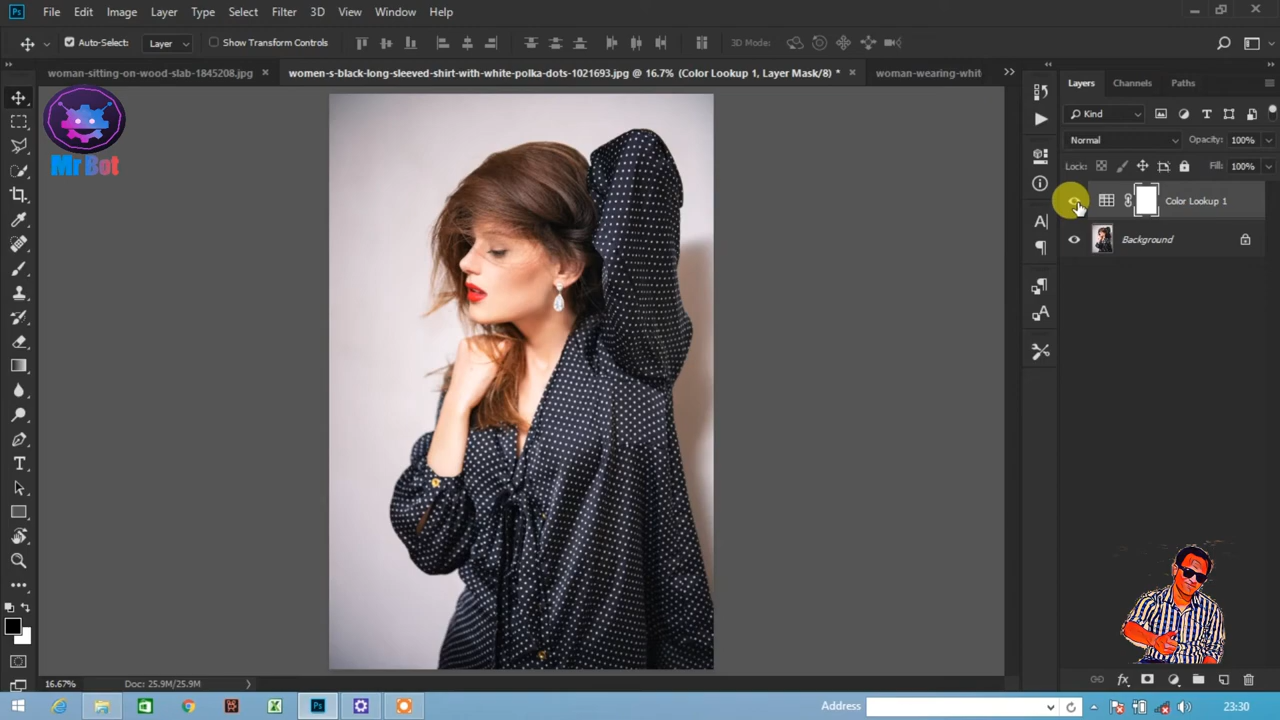 Ps File Edit Image Layer Type Select Filter 3D View Window Help
Auto-Select: Layer Show Transform Controls 3D Mode:
woman-sitting-on-wood-slab-1845208.jpg × women-s-black-long-sleeved-shirt-with-white-polka-dots-1021693.jpg @ 16.7% (Color Lookup 1, Layer Mask/8) * × woman-wearing-whit
Layers Channels Paths
Kind
Normal Opacity: 100%
Lock: Fill: 100%
Color Lookup 1
Background
Mr Bot
16.67% Doc: 25.9M/25.9M
Address 23:30